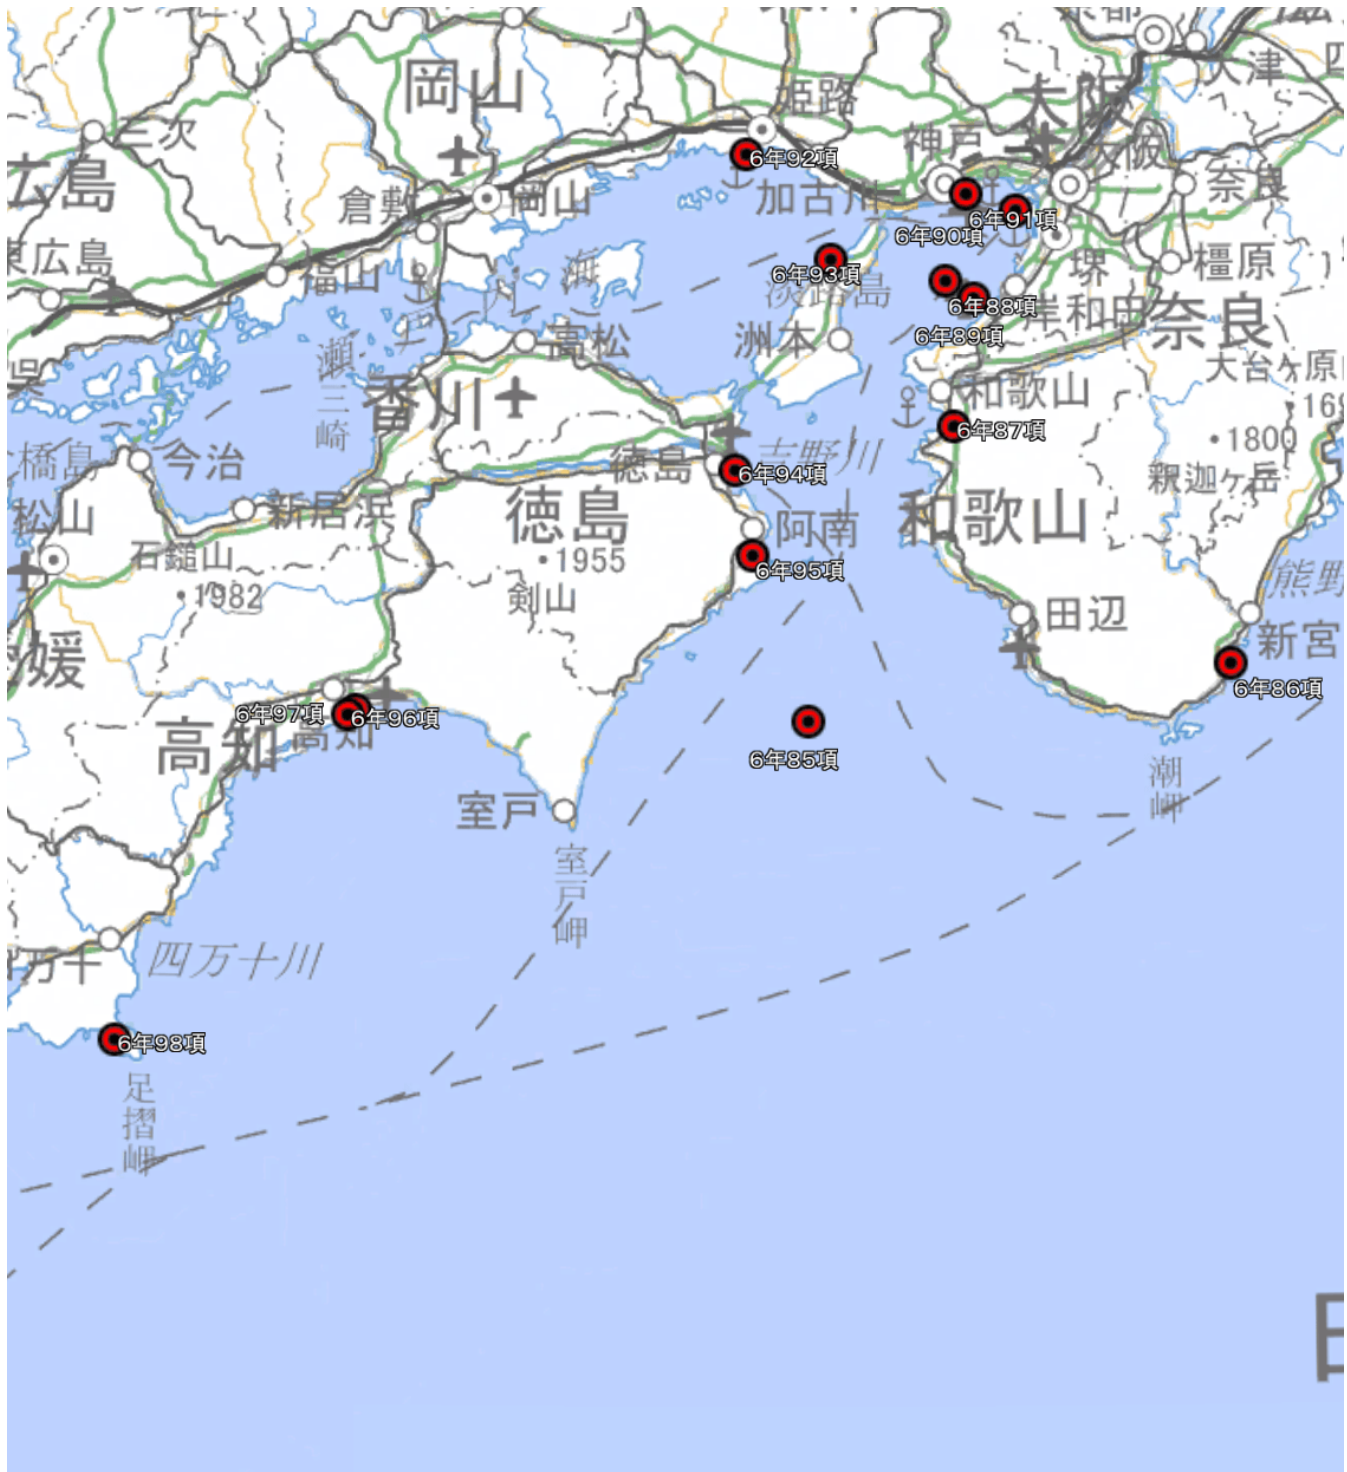 岡山
姫路
大津
大阪
三次
神戸
大阪
6年92項
広島
倉敷
岡山
加古川
奈良
6年91項
6年90項
東広島
福山
内
海
6年93項
淡路島
堺
橿原
6年88項
岸和田
奈良
瀬
戸
高松
洲本
6年89項
三
崎
香川
和歌山
6年87項
1800
釈迦ヶ岳
橋島
今治
徳島
吉野川
6年94項
松山
新居浜
徳島
阿南
和歌山
石鎚山
1955
6年95項
1982
剣山
田辺
新宮
媛
6年86項
6年97項
6年96項
高知
高知
6年85項
潮
岬
室戸
室
戸
岬
四万十川
万十
6年98項
足
摺
岬